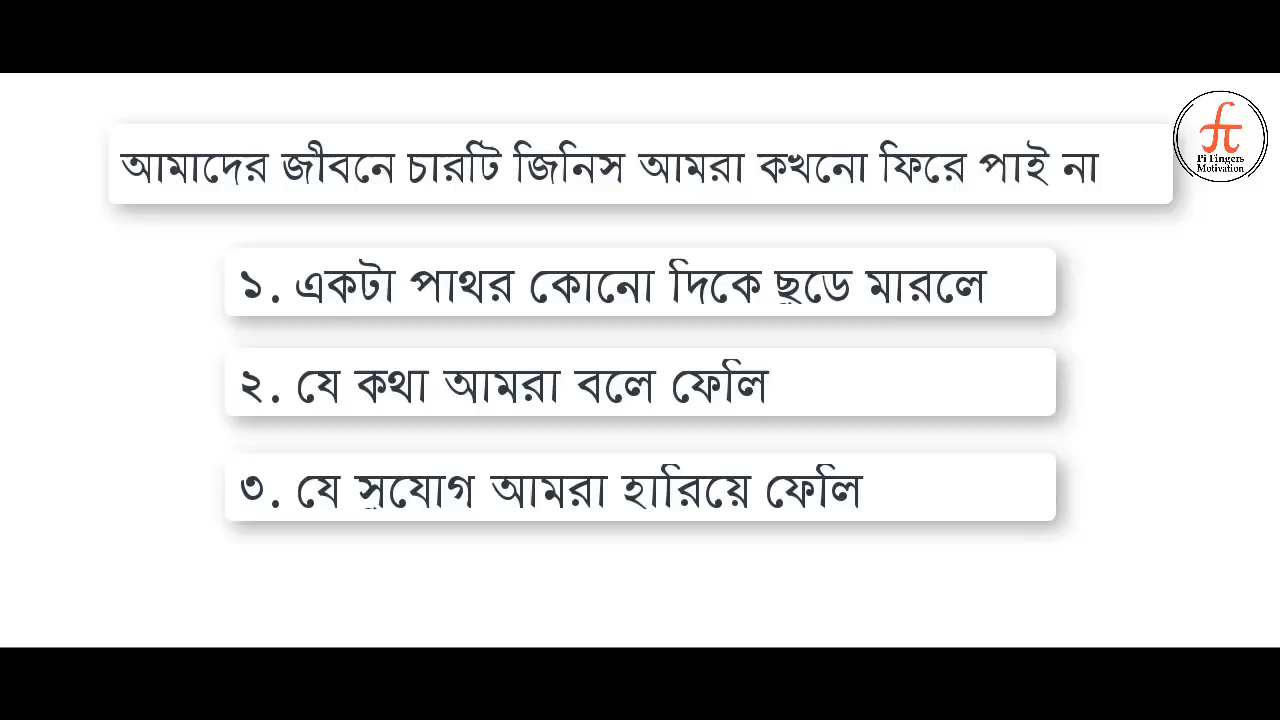 আমাদের জীবনে চারটি জিনিস আমরা কখনো ফিরে পাই না
১. একটা পাথর কোনো দিকে ছুড়ে মারলে
২. যে কথা আমরা বলে ফেলি
৩. যে সুযোগ আমরা হারিয়ে ফেলি
Pi Fingers
Motivation